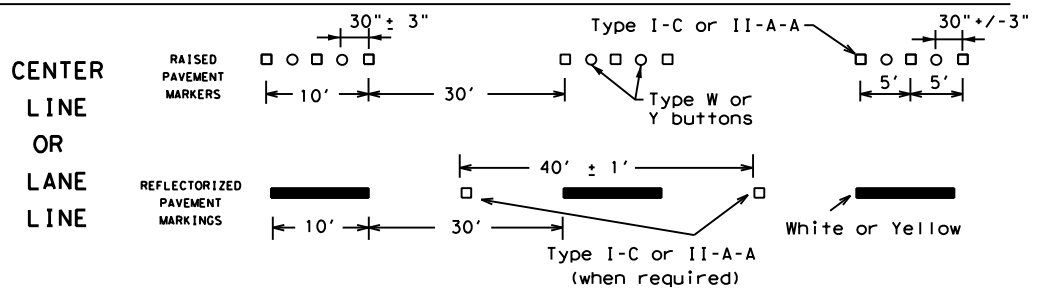 CENTER
LINE
OR
LANE
LINE
RAISED
PAVEMENT
MARKERS
30"± 3"
Type I-C or II-A-A
30"+/-3"
10'
30'
Type W or
Y buttons
5'
5'
REFLECTORIZED
PAVEMENT
MARKINGS
40' ± 1'
10'
30'
Type I-C or II-A-A
(when required)
White or Yellow